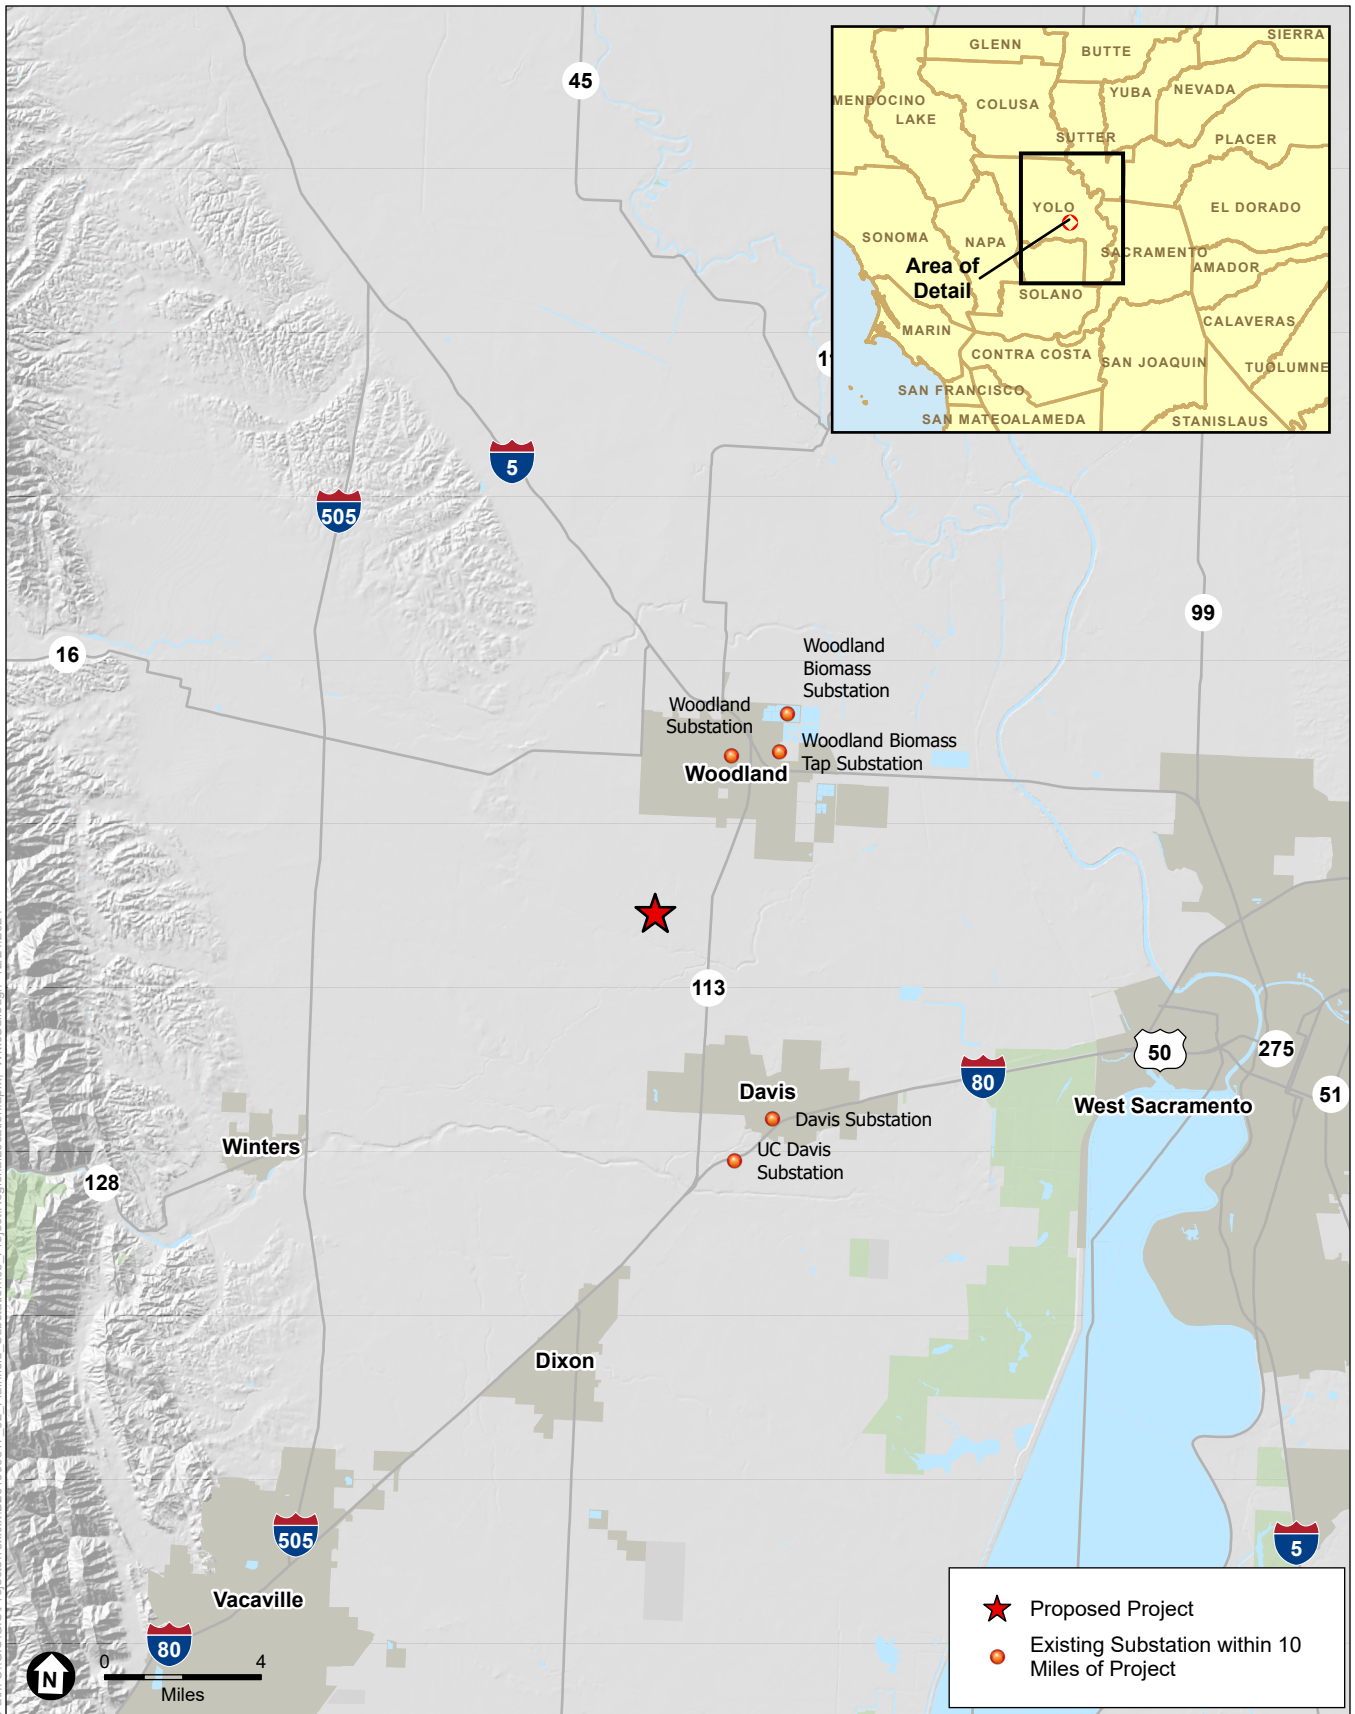 GLENN
BUTTE
SIERRA
MENDOCINO
LAKE
COLUSA
YUBA
NEVADA
SUTTER
PLACER
YOLO
EL DORADO
SONOMA
NAPA
SACRAMENTO
AMADOR
Area of
Detail
SOLANO
MARIN
CALAVERAS
CONTRA COSTA
SAN JOAQUIN
TUOLUMNE
SAN FRANCISCO
SAN MATEO
ALAMEDA
STANISLAUS
45
5
505
99
16
Woodland
Biomass
Substation
Woodland
Substation
Woodland Biomass
Tap Substation
Woodland
113
50
275
80
51
Davis
West Sacramento
Davis Substation
Winters
UC Davis
Substation
128
Dixon
505
5
Vacaville
80
N
0 4
Miles
Proposed Project
Existing Substation within 10
Miles of Project